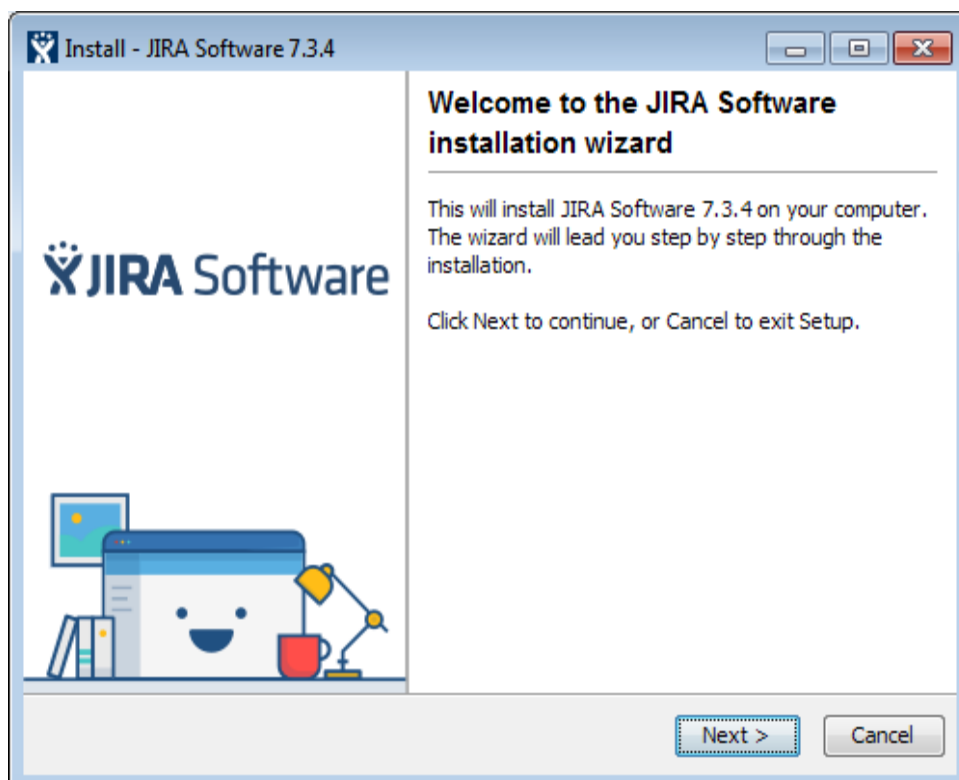 Install - JIRA Software 7.3.4
JIRA Software
Welcome to the JIRA Software
installation wizard
This will install JIRA Software 7.3.4 on your computer.
The wizard will lead you step by step through the
installation.
Click Next to continue, or Cancel to exit Setup.
Next >
Cancel